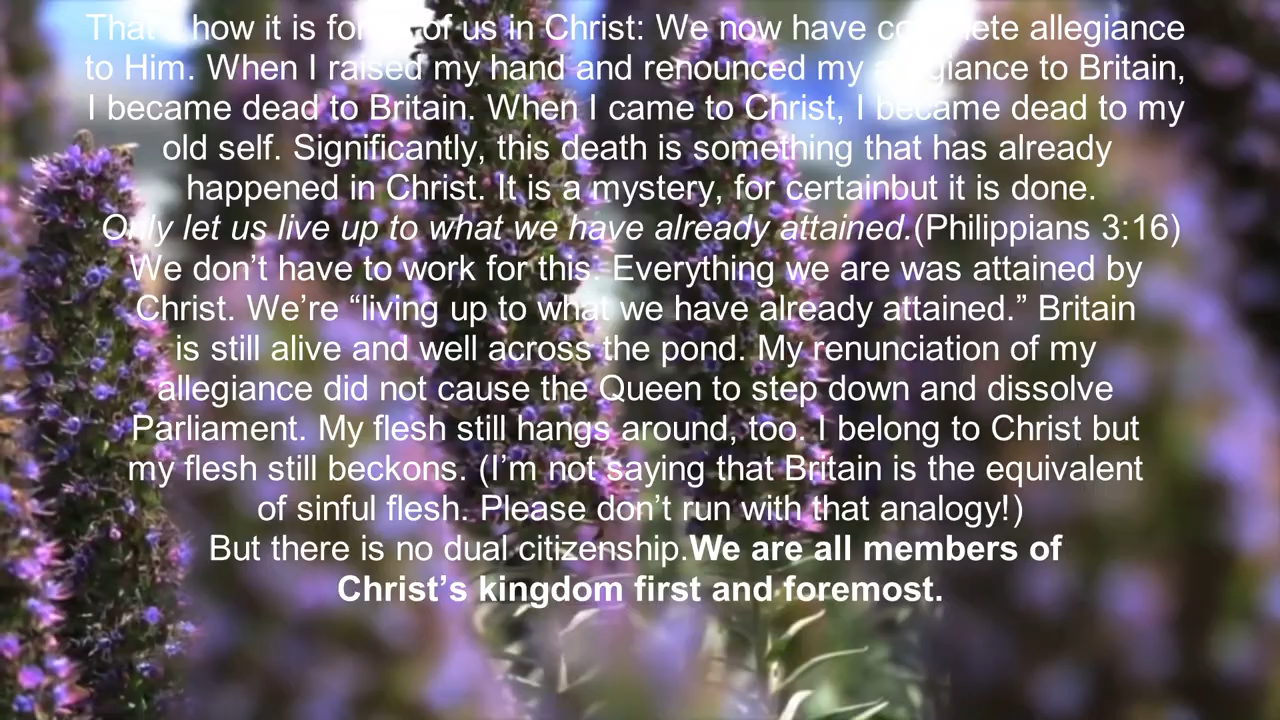 That's how it is for of us in Christ: We now have complete allegiance
to Him. When I raised my hand and renounced my allegiance to Britain,
I became dead to Britain. When I came to Christ, I became dead to my
old self. Significantly, this death is something that has already
happened in Christ. It is a mystery, for certainbut it is done.
Only let us live up to what we have already attained.(Philippians 3:16)
We don’t have to work for this. Everything we are was attained by
Christ. We’re “living up to what we have already attained.” Britain
is still alive and well across the pond. My renunciation of my
allegiance did not cause the Queen to step down and dissolve
Parliament. My flesh still hangs around, too. I belong to Christ but
my flesh still beckons. (I’m not saying that Britain is the equivalent
of sinful flesh. Please don’t run with that analogy!)
But there is no dual citizenship.We are all members of
Christ’s kingdom first and foremost.